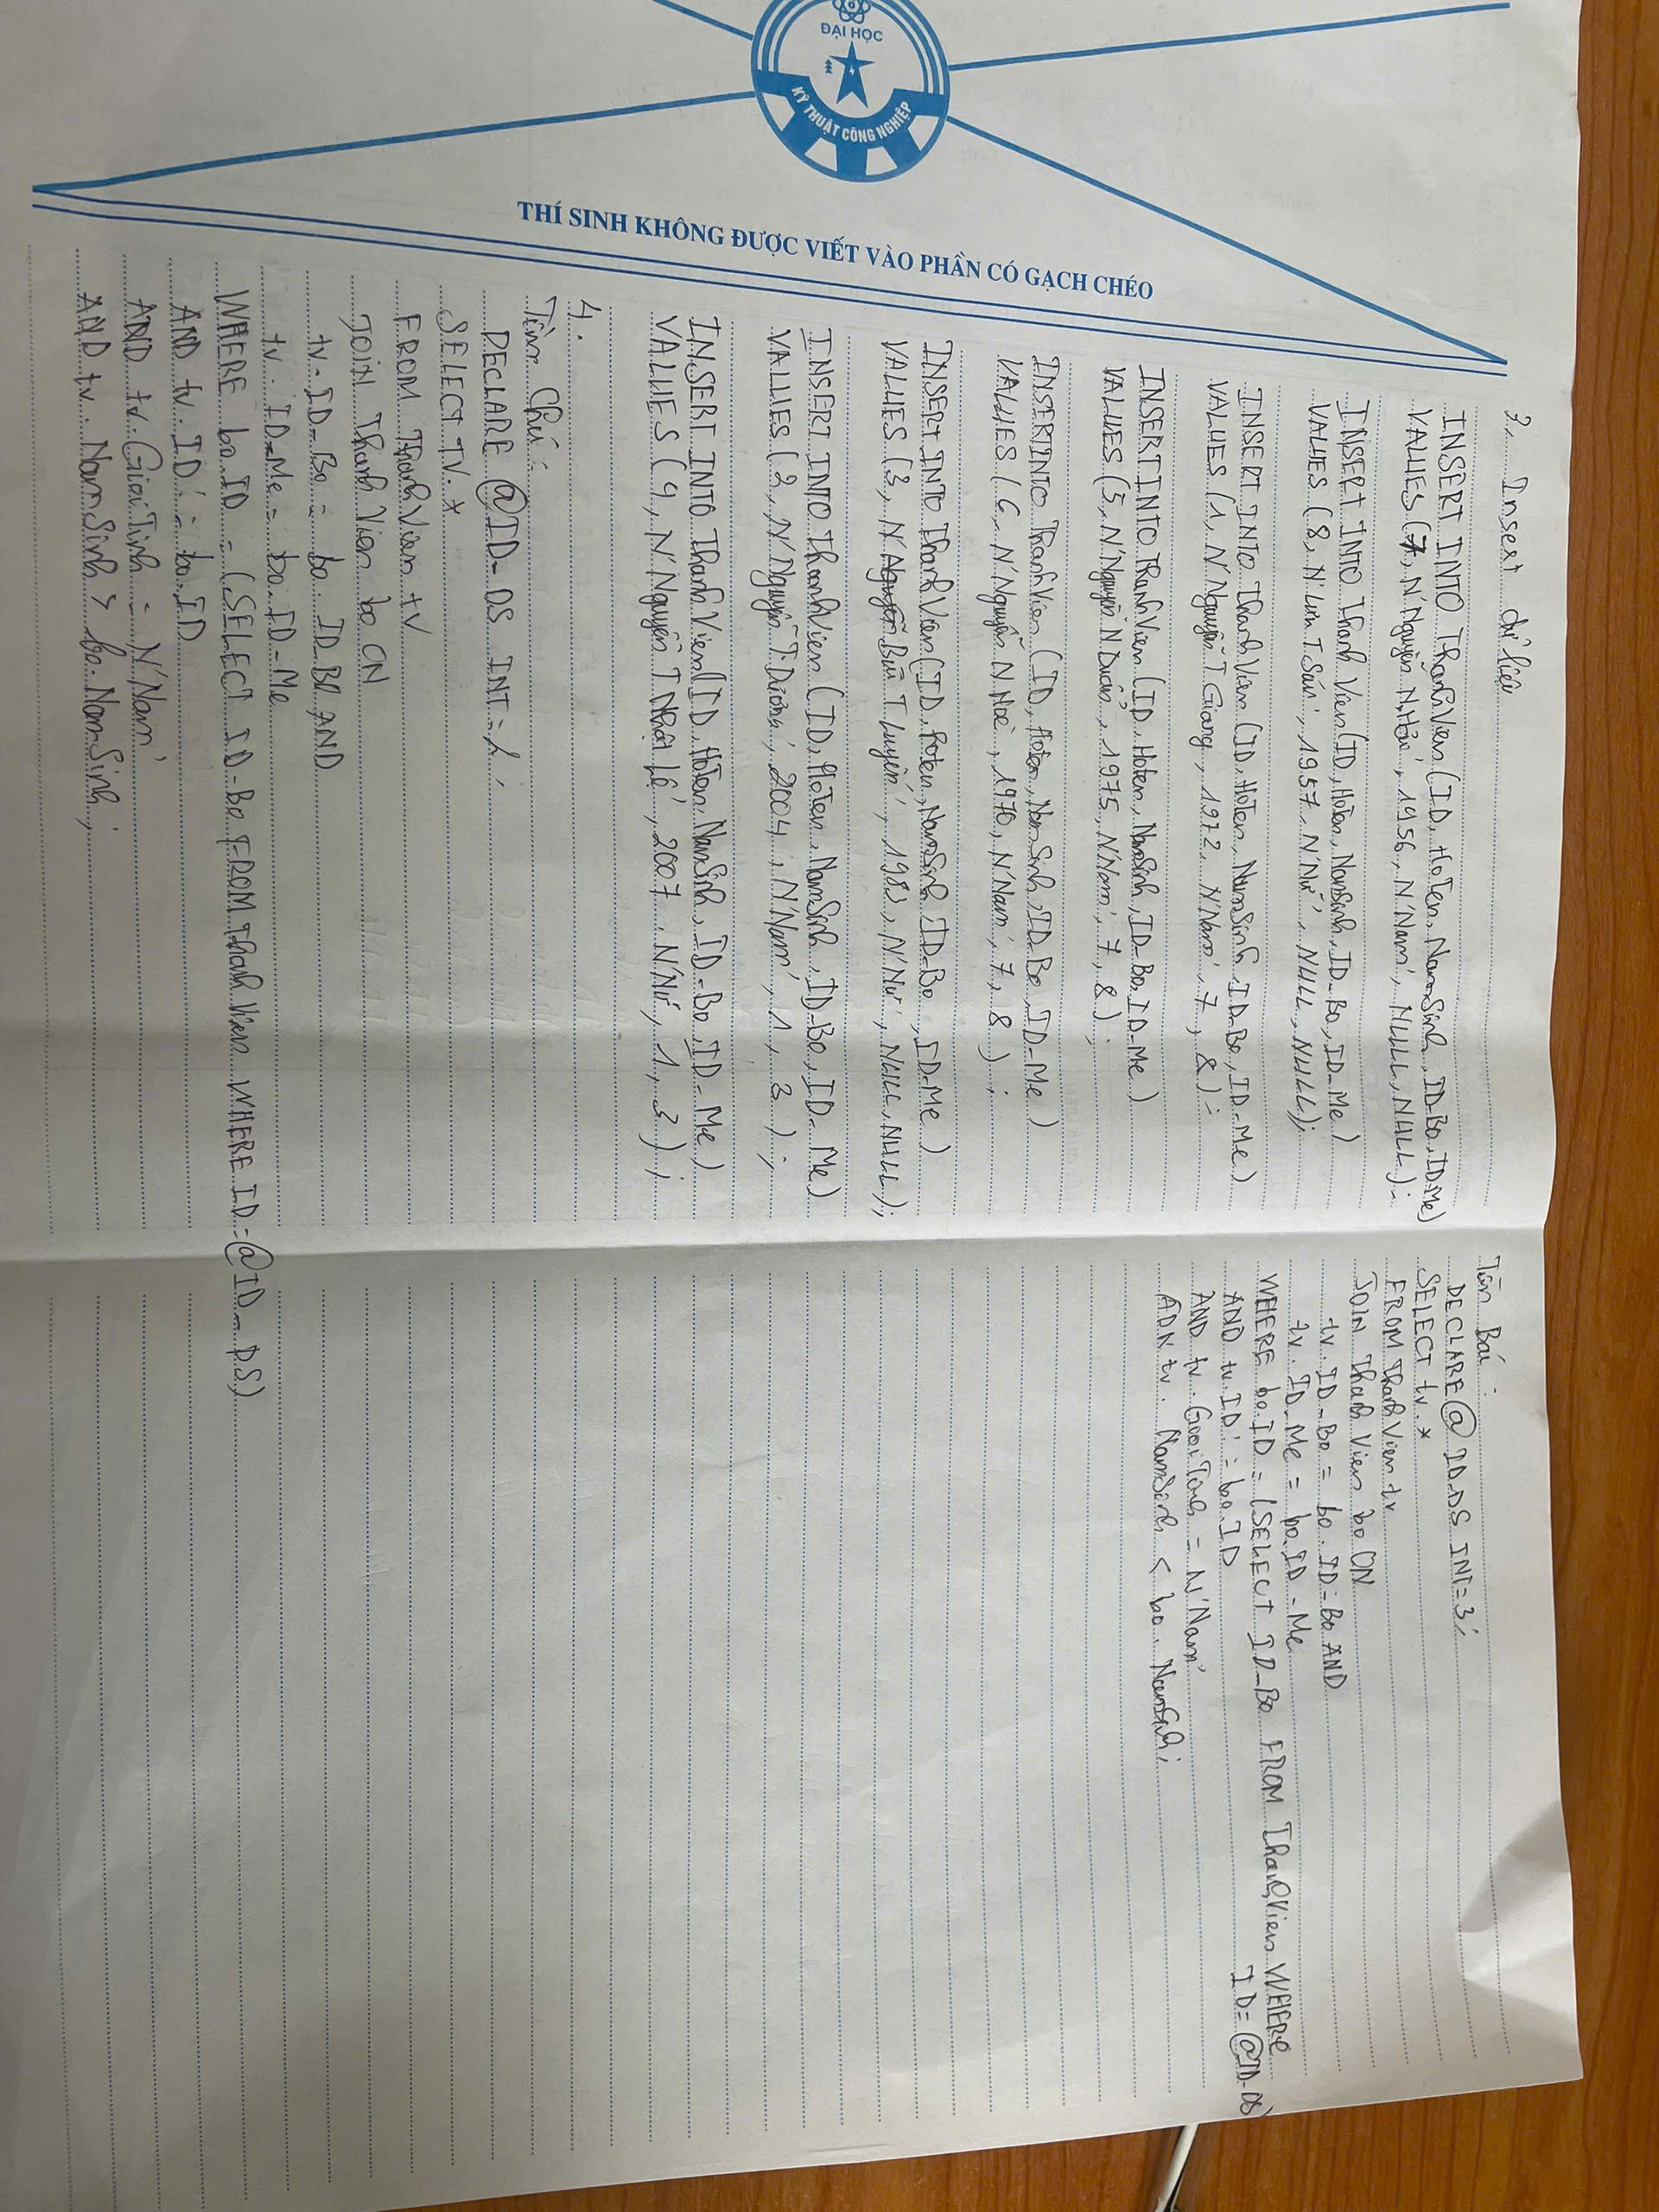 ĐẠI HỌC
KỸ THUẬT CÔNG NGHIỆP
THÍ SINH KHÔNG ĐƯỢC VIẾT VÀO PHẦN CÓ GẠCH CHÉO
3. Insert dữ liệu
INSERT INTO ThanhVien (ID, HoTen, NamSinh, ID_Bo, ID_Me)
VALUES (7, N'Nguyễn N.Hải', 1956, N'Nam', NULL, NULL);
INSERT INTO ThanhVien (ID, HoTen, NamSinh, ID_Bo, ID_Me)
VALUES (8, N'Lưu T.Sáu', 1957, N'Nữ', NULL, NULL);
INSERT INTO ThanhVien (ID, HoTen, NamSinh, ID_Bo, ID_Me)
VALUES (1, N'Nguyễn T Giang, 1972, N'Nam', 7, 8);
INSERT INTO ThanhVien (ID, HoTen, NamSinh, ID_Bo, ID_Me)
VALUES (5, N'Nguyễn N Duẩn, 1975, N'Nam', 7, 8);
INSERT INTO ThanhVien (ID, HoTen, NamSinh, ID_Bo, ID_Me)
VALUES (6, N'Nguyễn N.Hoè', 1970, N'Nam', 7, 8);
INSERT INTO ThanhVien (ID, HoTen, NamSinh, ID_Bo, ID_Me)
VALUES (3, N'Bùi T Luyện', N'Nữ', NULL, NULL);
INSERT INTO ThanhVien (ID, HoTen, NamSinh, ID_Bo, ID_Me)
VALUES (2, N'Nguyễn T.Dương', 2004, N'Nam', 1, 3);
INSERT INTO ThanhVien (ID, HoTen, NamSinh, ID_Bo, ID_Me)
VALUES (4, N'Nguyễn T Nhật Lệ', 2007, N'Nữ', 1, 3);
4.
Tìm Chú:
DECLARE @ID_DS INT = 2;
SELECT TV.*
FROM ThanhVien tv
JOIN ThanhVien bo ON
tv.ID_Bo = bo.ID_Bo AND
tv.ID_Me = bo.ID_Me
WHERE bo.ID = (SELECT ID_Bo FROM ThanhVien WHERE ID = @ID_DS)
AND tv.ID != bo.ID
AND tv.GioiTinh = N'Nam'
AND tv.NamSinh > bo.NamSinh;
Tìm Bác:
DECLARE @ID_DS INT = 3;
SELECT tv.*
FROM ThanhVien tv
JOIN ThanhVien bo ON
tv.ID_Bo = bo.ID_Bo AND
tv.ID_Me = bo.ID_Me
WHERE bo.ID = (SELECT ID_Bo FROM ThanhVien WHERE
ID = @ID_DS)
AND tv.ID != bo.ID
AND tv.GioiTinh = N'Nam'
ADN tv.NamSinh < bo.NamSinh;